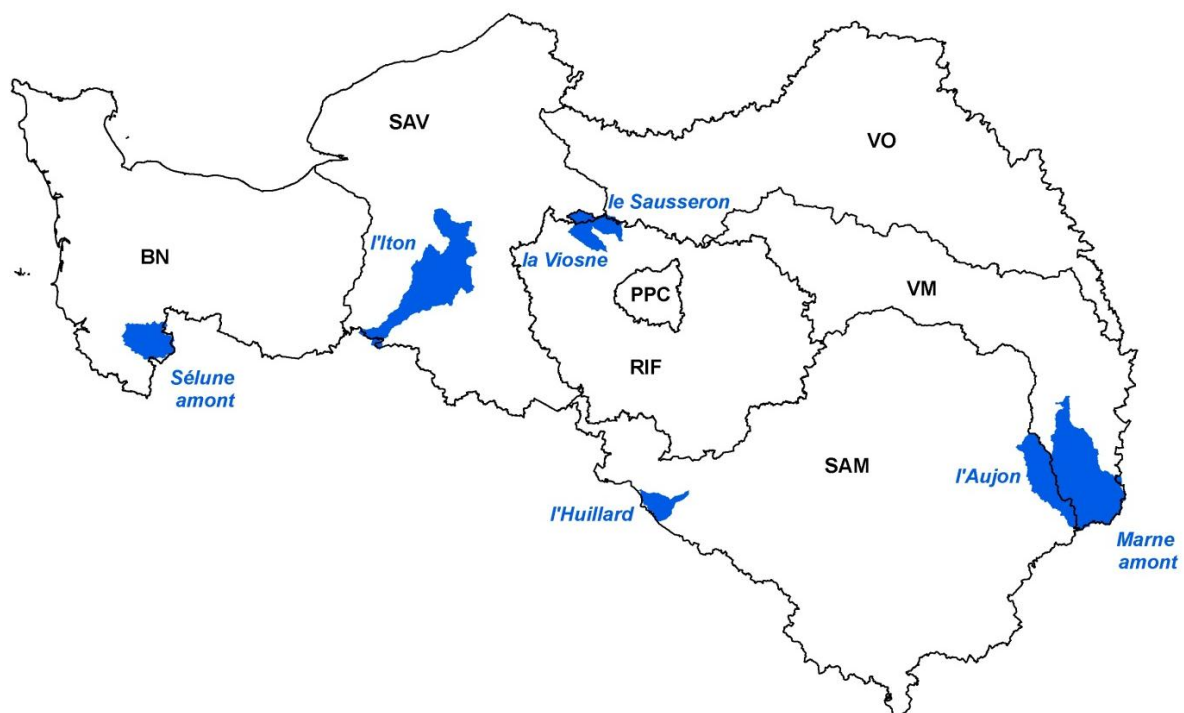 SAV
VO
le Sausseron
l'Iton
BN
la Viosne
PPC
VM
RIF
Sélune
amont
SAM
l'Aujon
l'Huillard
Marne
amont